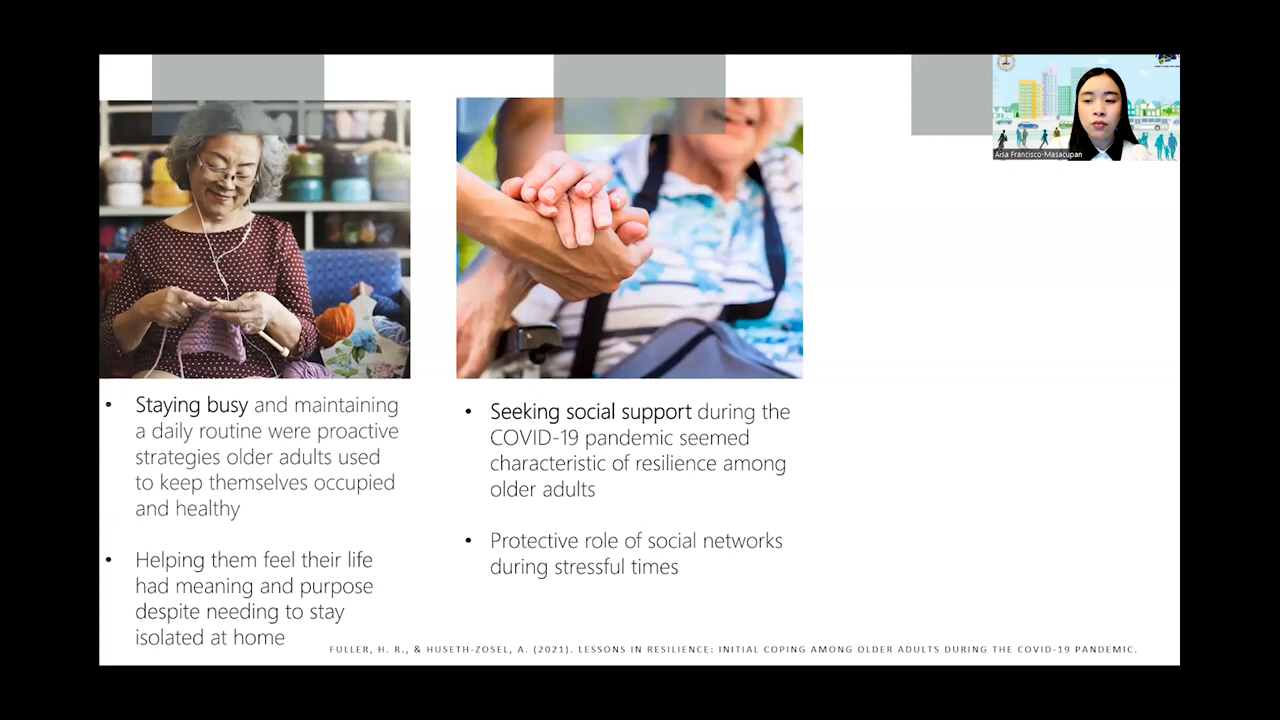 Aisa Francisco-Masacupan
• Staying busy and maintaining
a daily routine were proactive
strategies older adults used
to keep themselves occupied
and healthy
• Helping them feel their life
had meaning and purpose
despite needing to stay
isolated at home
• Seeking social support during the
COVID-19 pandemic seemed
characteristic of resilience among
older adults
• Protective role of social networks
during stressful times
FULLER, H. R., & HUSETH-ZOSEL, A. (2021). LESSONS IN RESILIENCE: INITIAL COPING AMONG OLDER ADULTS DURING THE COVID-19 PANDEMIC.